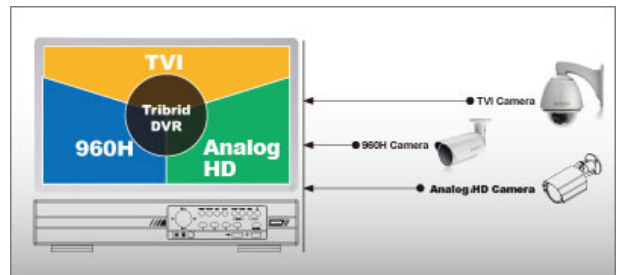 TVI
Tribrid
DVR
960H
Analog
HD
TVI Camera
960H Camera
Analog HD Camera